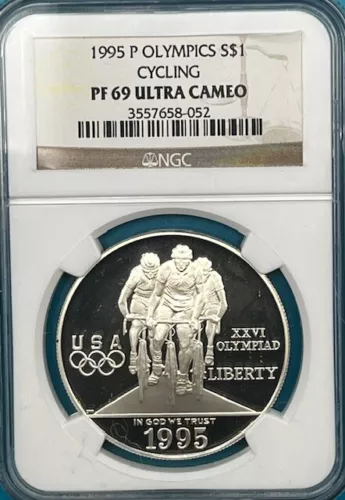 1995 P OLYMPICS S$1
CYCLING
PF 69 ULTRA CAMEO
3557658-052
NGC
USA
XXVI
OLYMPIAD
LIBERTY
IN GOD WE TRUST
1995